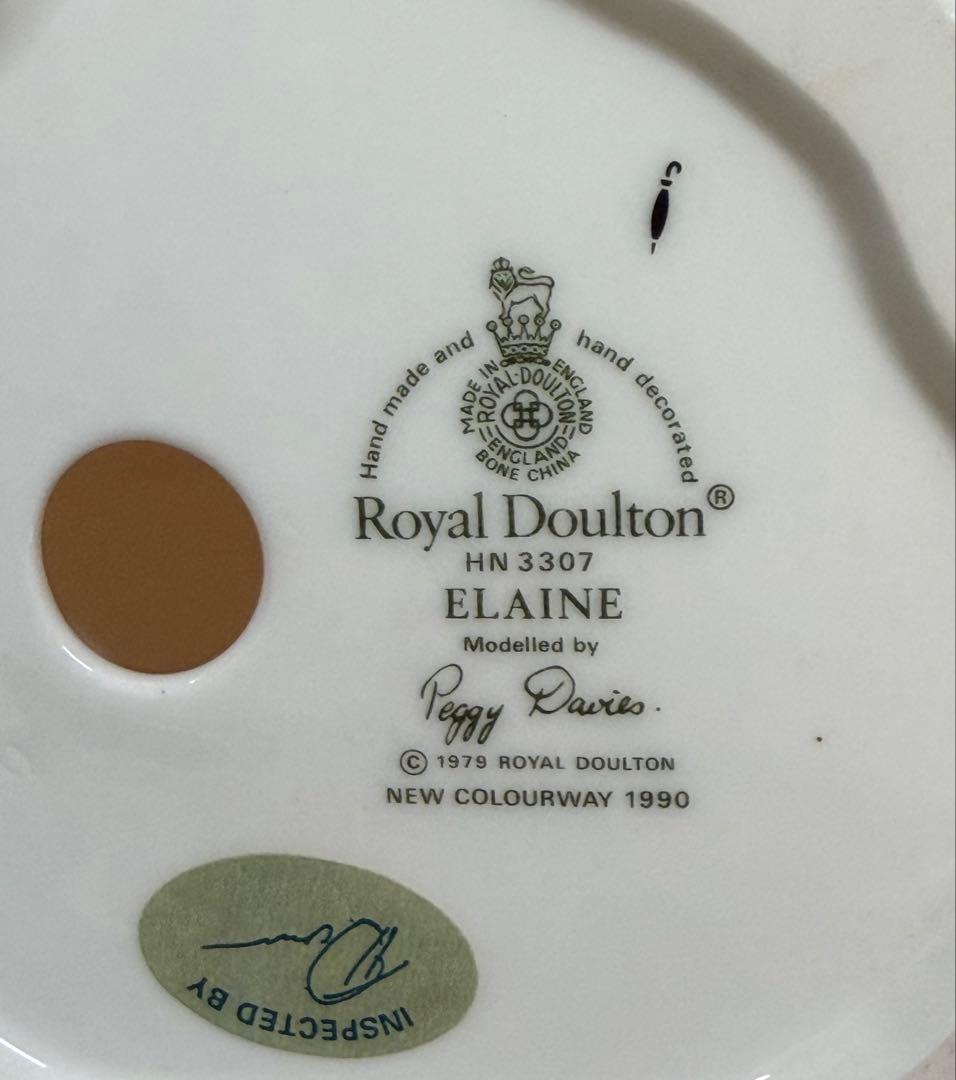 Hand made and hand decorated
MADE IN ENGLAND
ROYAL·DOULTON
ENGLAND
BONE CHINA
Royal Doulton®
HN 3307
ELAINE
Modelled by
Peggy Davies.
© 1979 ROYAL DOULTON
NEW COLOURWAY 1990
INSPECTED BY